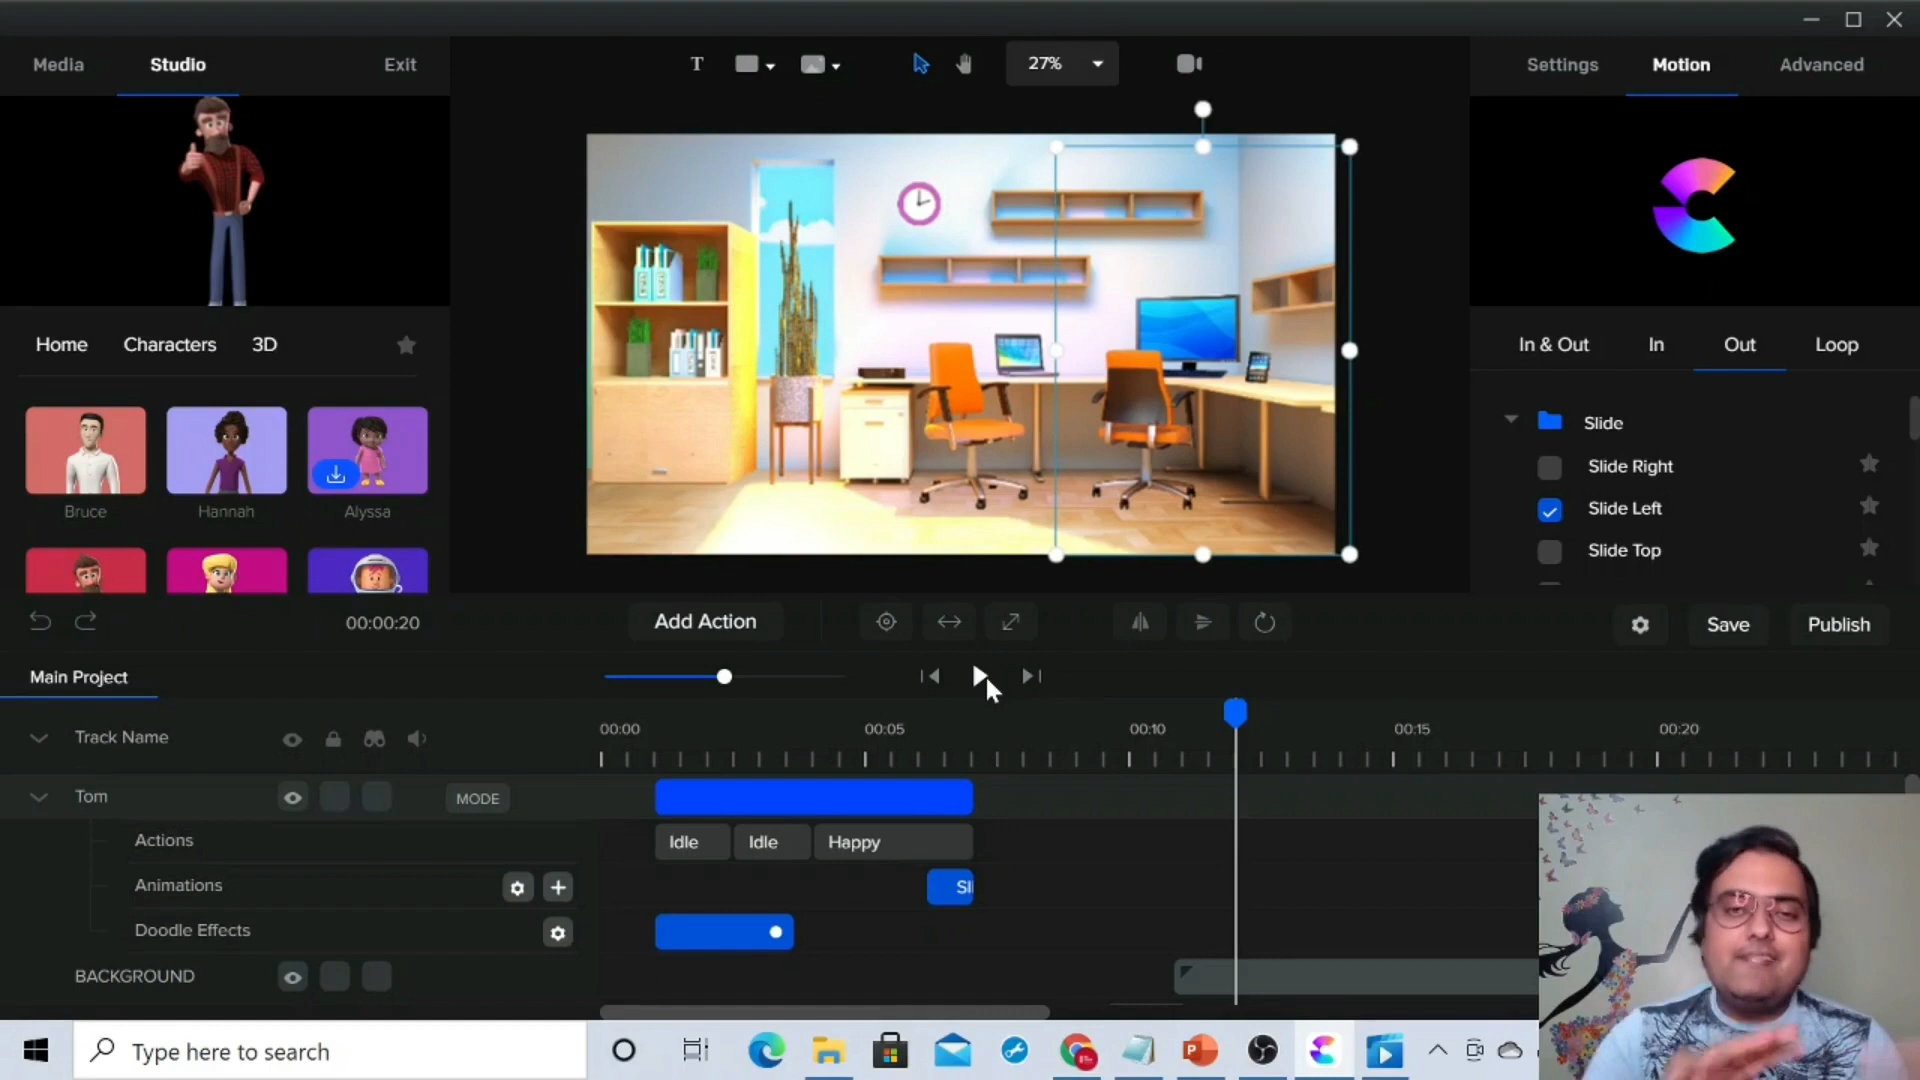 Media
Studio
Exit
T
27%
Settings
Motion
Advanced
Home
Characters
3D
In & Out
In
Out
Loop
Bruce
Hannah
Alyssa
Slide
Slide Right
Slide Left
Slide Top
00:00:20
Add Action
Save
Publish
Main Project
Track Name
00:00
00:05
00:10
00:15
00:20
Tom
MODE
Actions
Idle
Idle
Happy
Animations
Sli
Doodle Effects
BACKGROUND
Type here to search